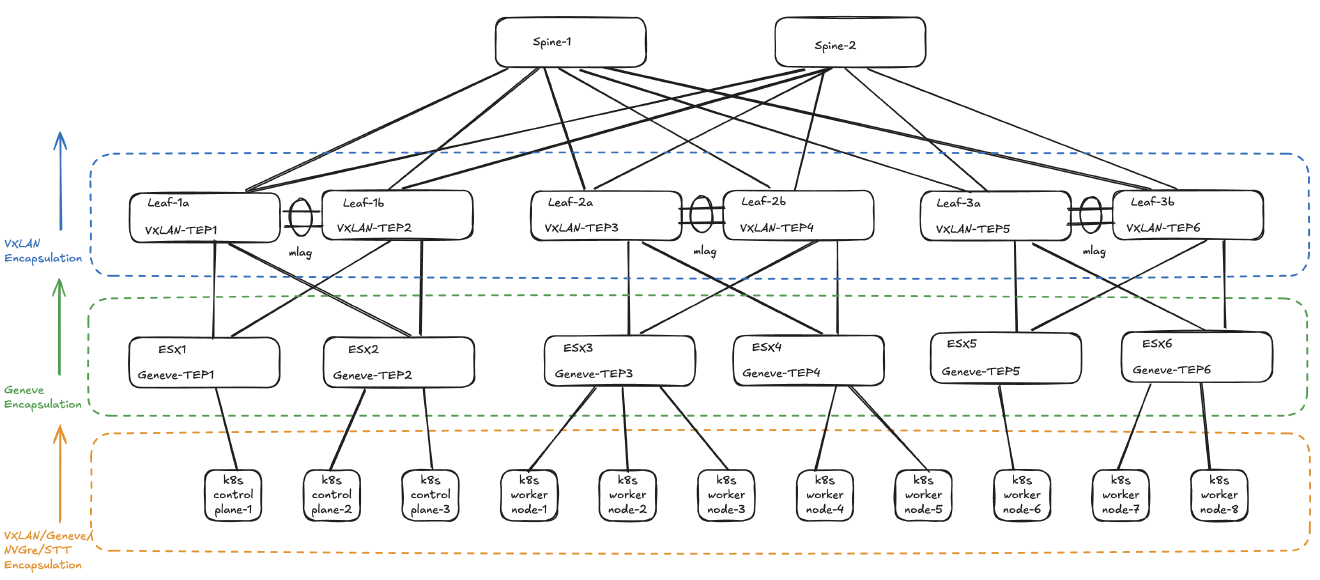 Spine-1
Spine-2
Leaf-1a
VXLAN-TEP1
Leaf-1b
VXLAN-TEP2
mlag
Leaf-2a
VXLAN-TEP3
Leaf-2b
VXLAN-TEP4
mlag
Leaf-3a
VXLAN-TEP5
Leaf-3b
VXLAN-TEP6
mlag
VXLAN
Encapsulation
ESX1
Geneve-TEP1
ESX2
Geneve-TEP2
ESX3
Geneve-TEP3
ESX4
Geneve-TEP4
ESX5
Geneve-TEP5
ESX6
Geneve-TEP6
Geneve
Encapsulation
k8s
control
plane-1
k8s
control
plane-2
k8s
control
plane-3
k8s
worker
node-1
k8s
worker
node-2
k8s
worker
node-3
k8s
worker
node-4
k8s
worker
node-5
k8s
worker
node-6
k8s
worker
node-7
k8s
worker
node-8
VXLAN/Geneve/
NVGre/STT
Encapsulation